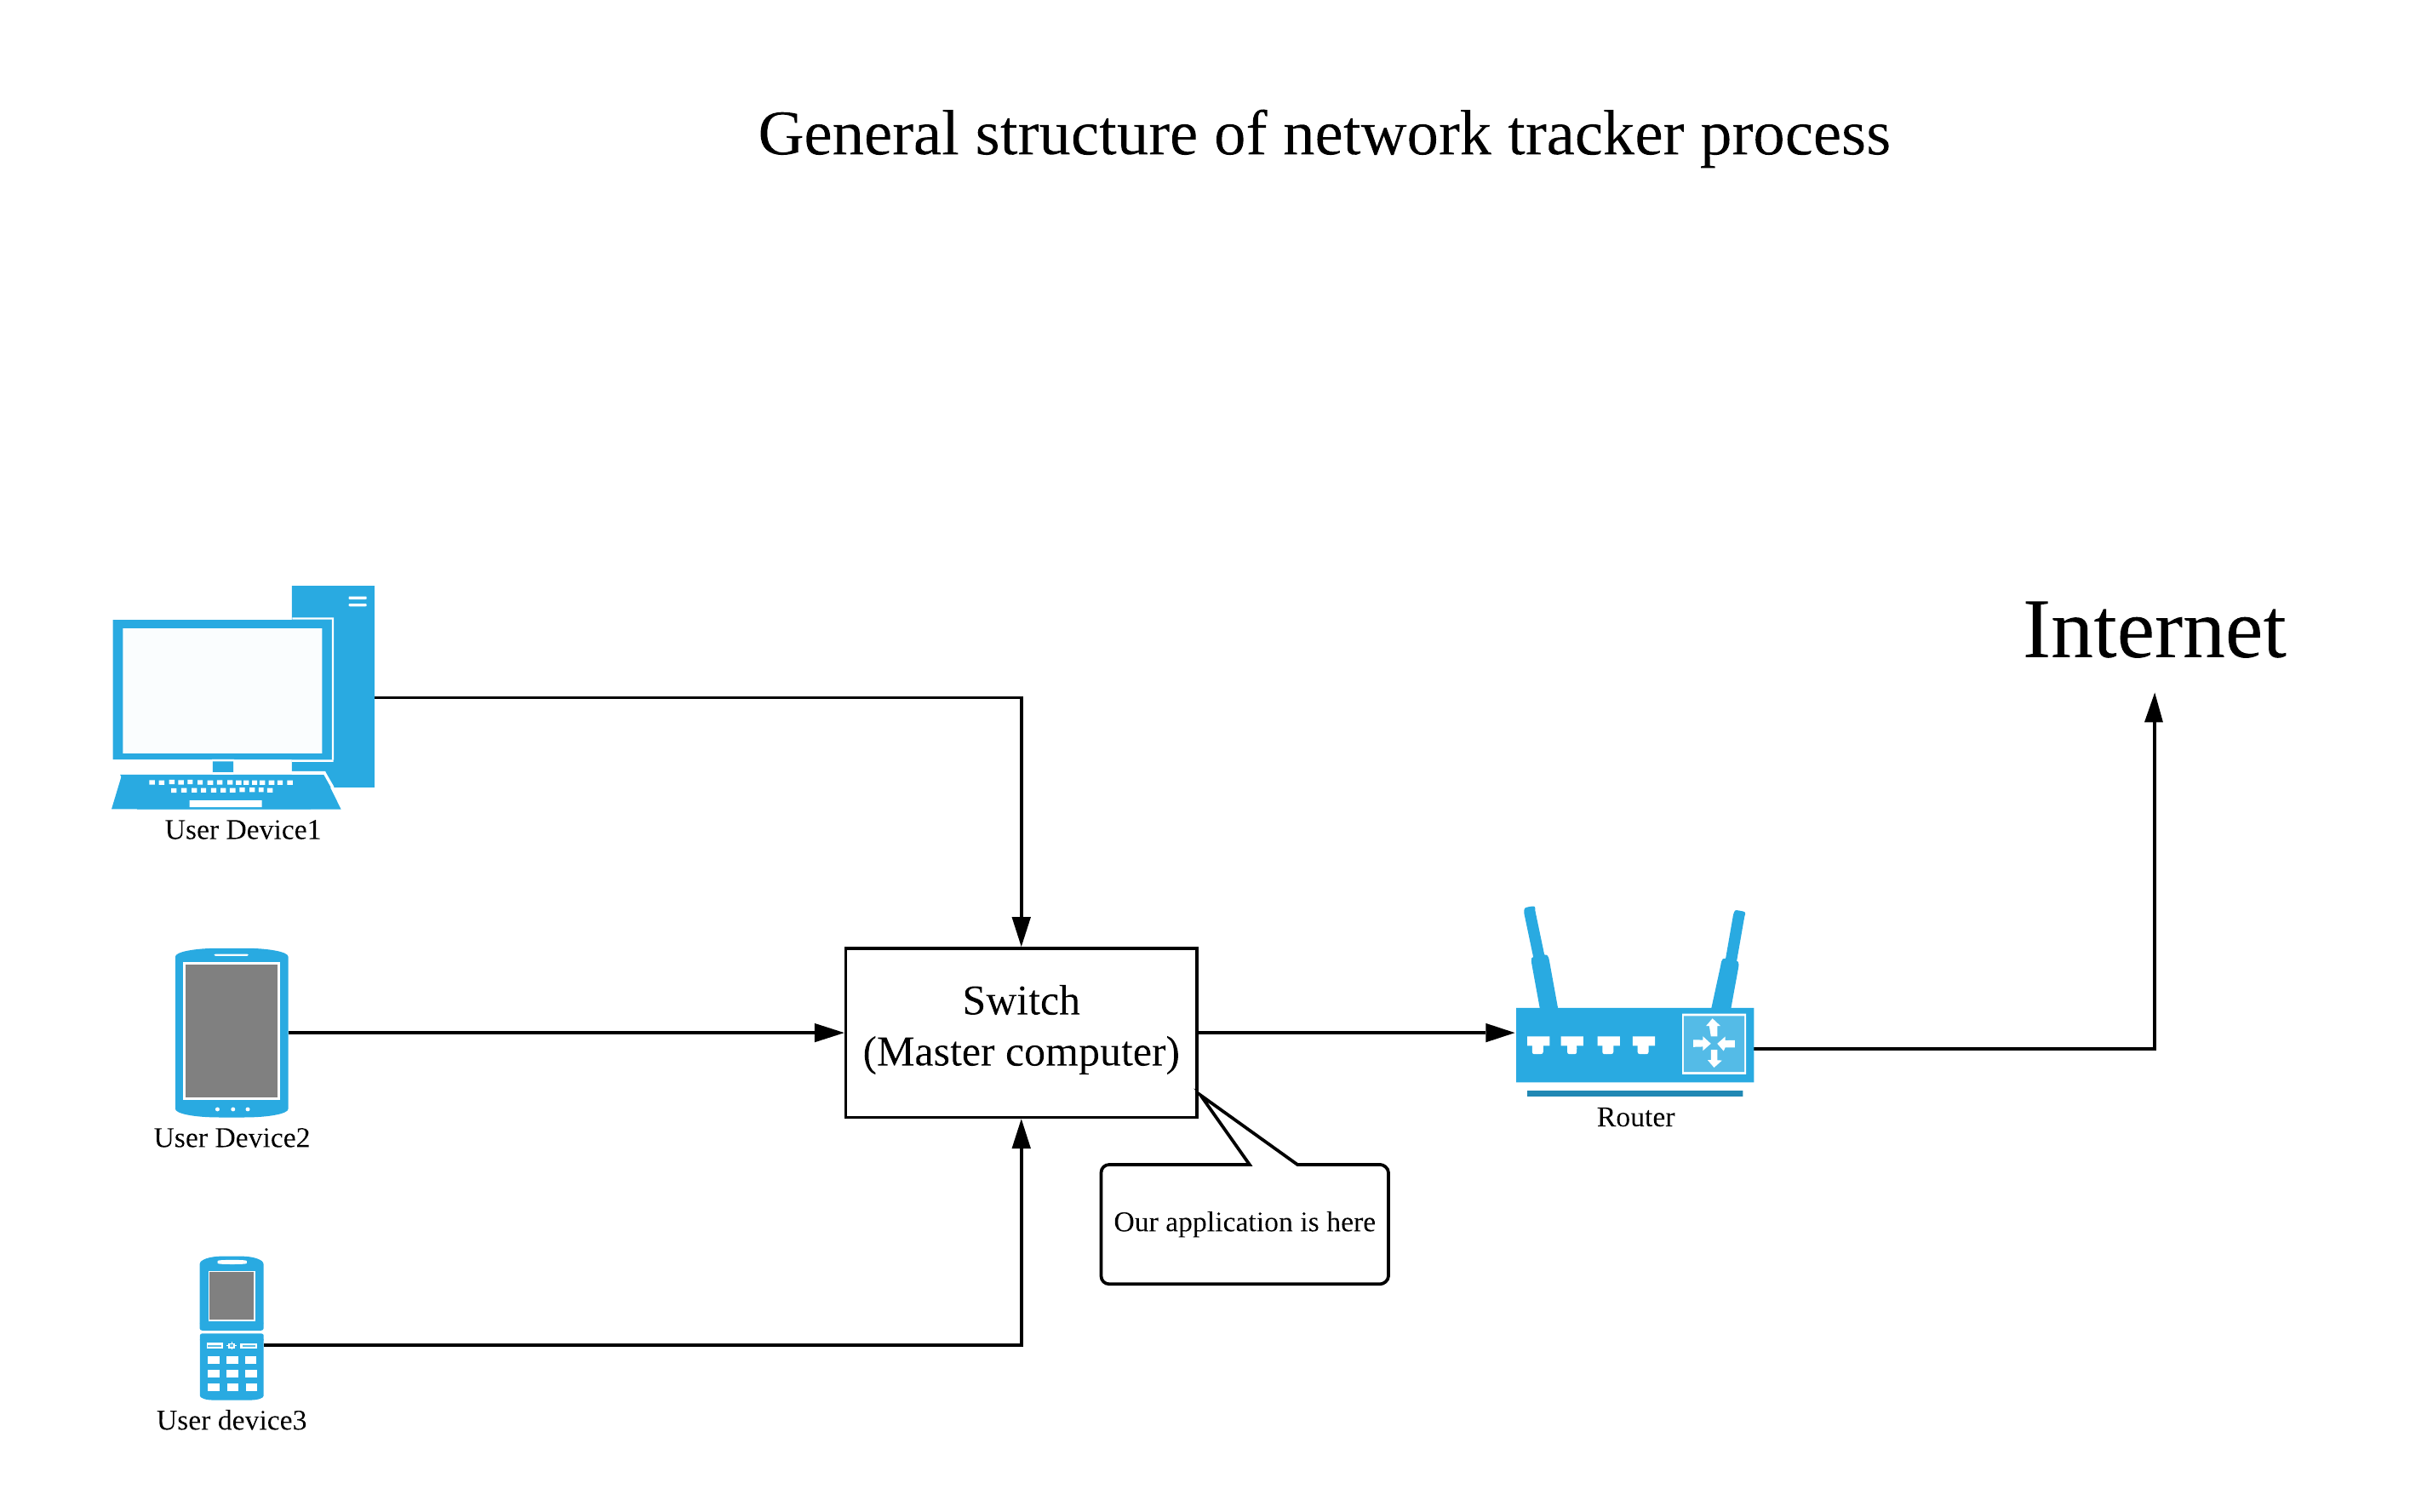 General structure of network tracker process
Internet
User Device1
Switch
(Master computer)
User Device2
Router
Our application is here
User device3